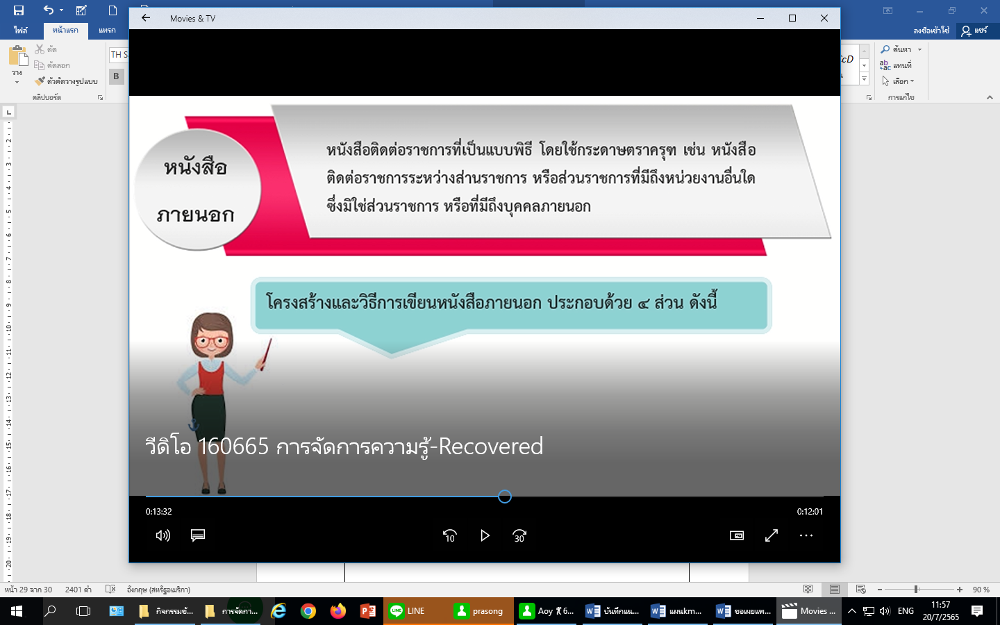 Movies & TV
ไฟล์
หน้าแรก
แทรก
ลงชื่อเข้าใช้
แชร์
วาง
ตัด
คัดลอก
ตัวคัดวางรูปแบบ
คลิปบอร์ด
TH S
B
CcD
ค้นหา
แทนที่
เลือก
การแก้ไข
หนังสือ
ภายนอก
หนังสือติดต่อราชการที่เป็นแบบพิธี โดยใช้กระดาษตราครุฑ เช่น หนังสือ
ติดต่อราชการระหว่างส่านราชการ หรือส่วนราชการที่มีถึงหน่วยงานอื่นใด
ซึ่งมิใช่ส่วนราชการ หรือที่มีถึงบุคคลภายนอก
โครงสร้างและวิธีการเขียนหนังสือภายนอก ประกอบด้วย ๔ ส่วน ดังนี้
วีดิโอ 160665 การจัดการความรู้-Recovered
0:13:32
0:12:01
10
30
หน้า 29 จาก 30
2401 คำ
อังกฤษ (สหรัฐอเมริกา)
90 %
กิจกรรมข้...
การจัดกา...
LINE
prasong
Aoy 6...
บันทึกแน...
แผนkm...
ขอเผยแพ...
Movies ...
ENG
11:57
20/7/2565